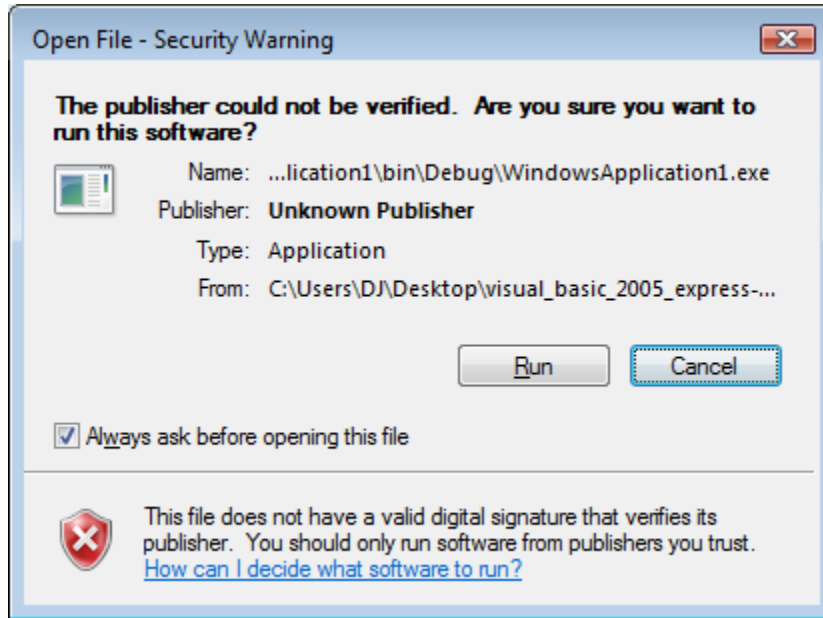 Open File - Security Warning
The publisher could not be verified.  Are you sure you want to
run this software?
Name: ...lication1\bin\Debug\WindowsApplication1.exe
Publisher: Unknown Publisher
Type: Application
From: C:\Users\DJ\Desktop\visual_basic_2005_express-...
Run Cancel
Always ask before opening this file
This file does not have a valid digital signature that verifies its
publisher.  You should only run software from publishers you trust.
How can I decide what software to run?